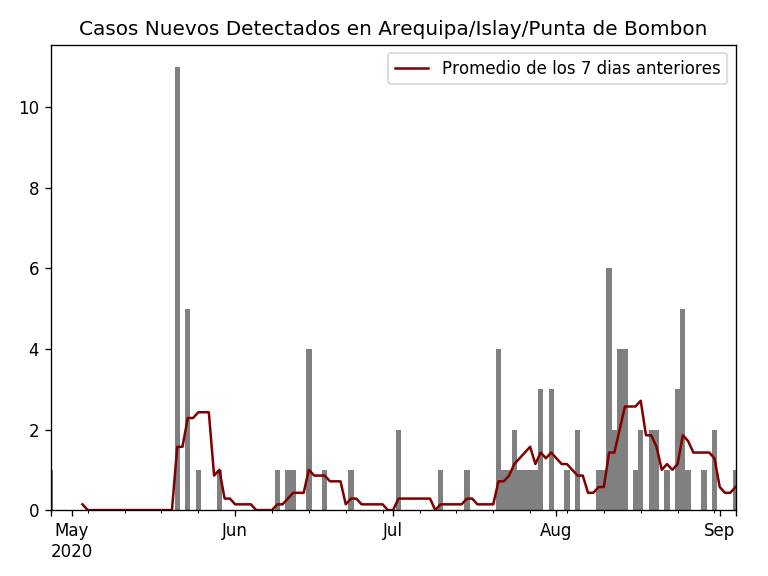 Casos Nuevos Detectados en Arequipa/Islay/Punta de Bombon
Promedio de los 7 dias anteriores
10
8
6
4
2
0
May Jun Jul Aug Sep
2020